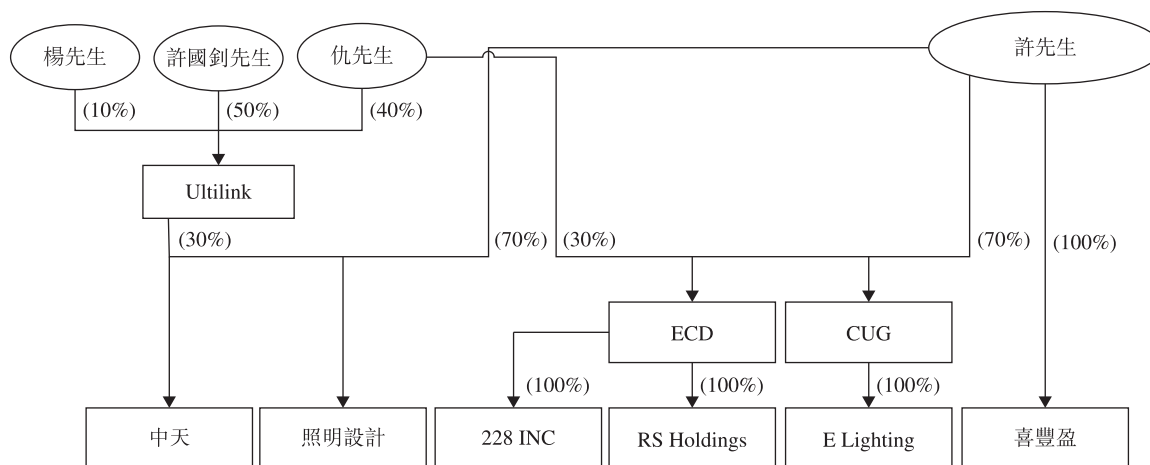 楊先生
許國釗先生
仇先生
許先生
(10%)
(50%)
(40%)
Ultilink
(30%)
(70%)
(30%)
(70%)
(100%)
ECD
CUG
(100%)
(100%)
(100%)
中天
照明設計
228 INC
RS Holdings
E Lighting
喜豐盈